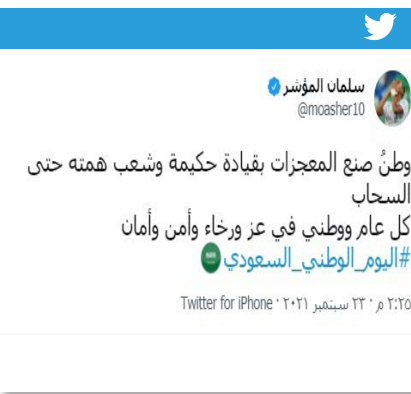 سلمان المؤشر
@moasher10
وطنُ صنع المعجزات بقيادة حكيمة وشعب همته حتى
السحاب
كل عام ووطني في عز ورخاء وأمن وأمان
#اليوم_الوطني_السعودي
٢:٢٥ م · ٢٣ سبتمبر ٢٠٢١ · Twitter for iPhone